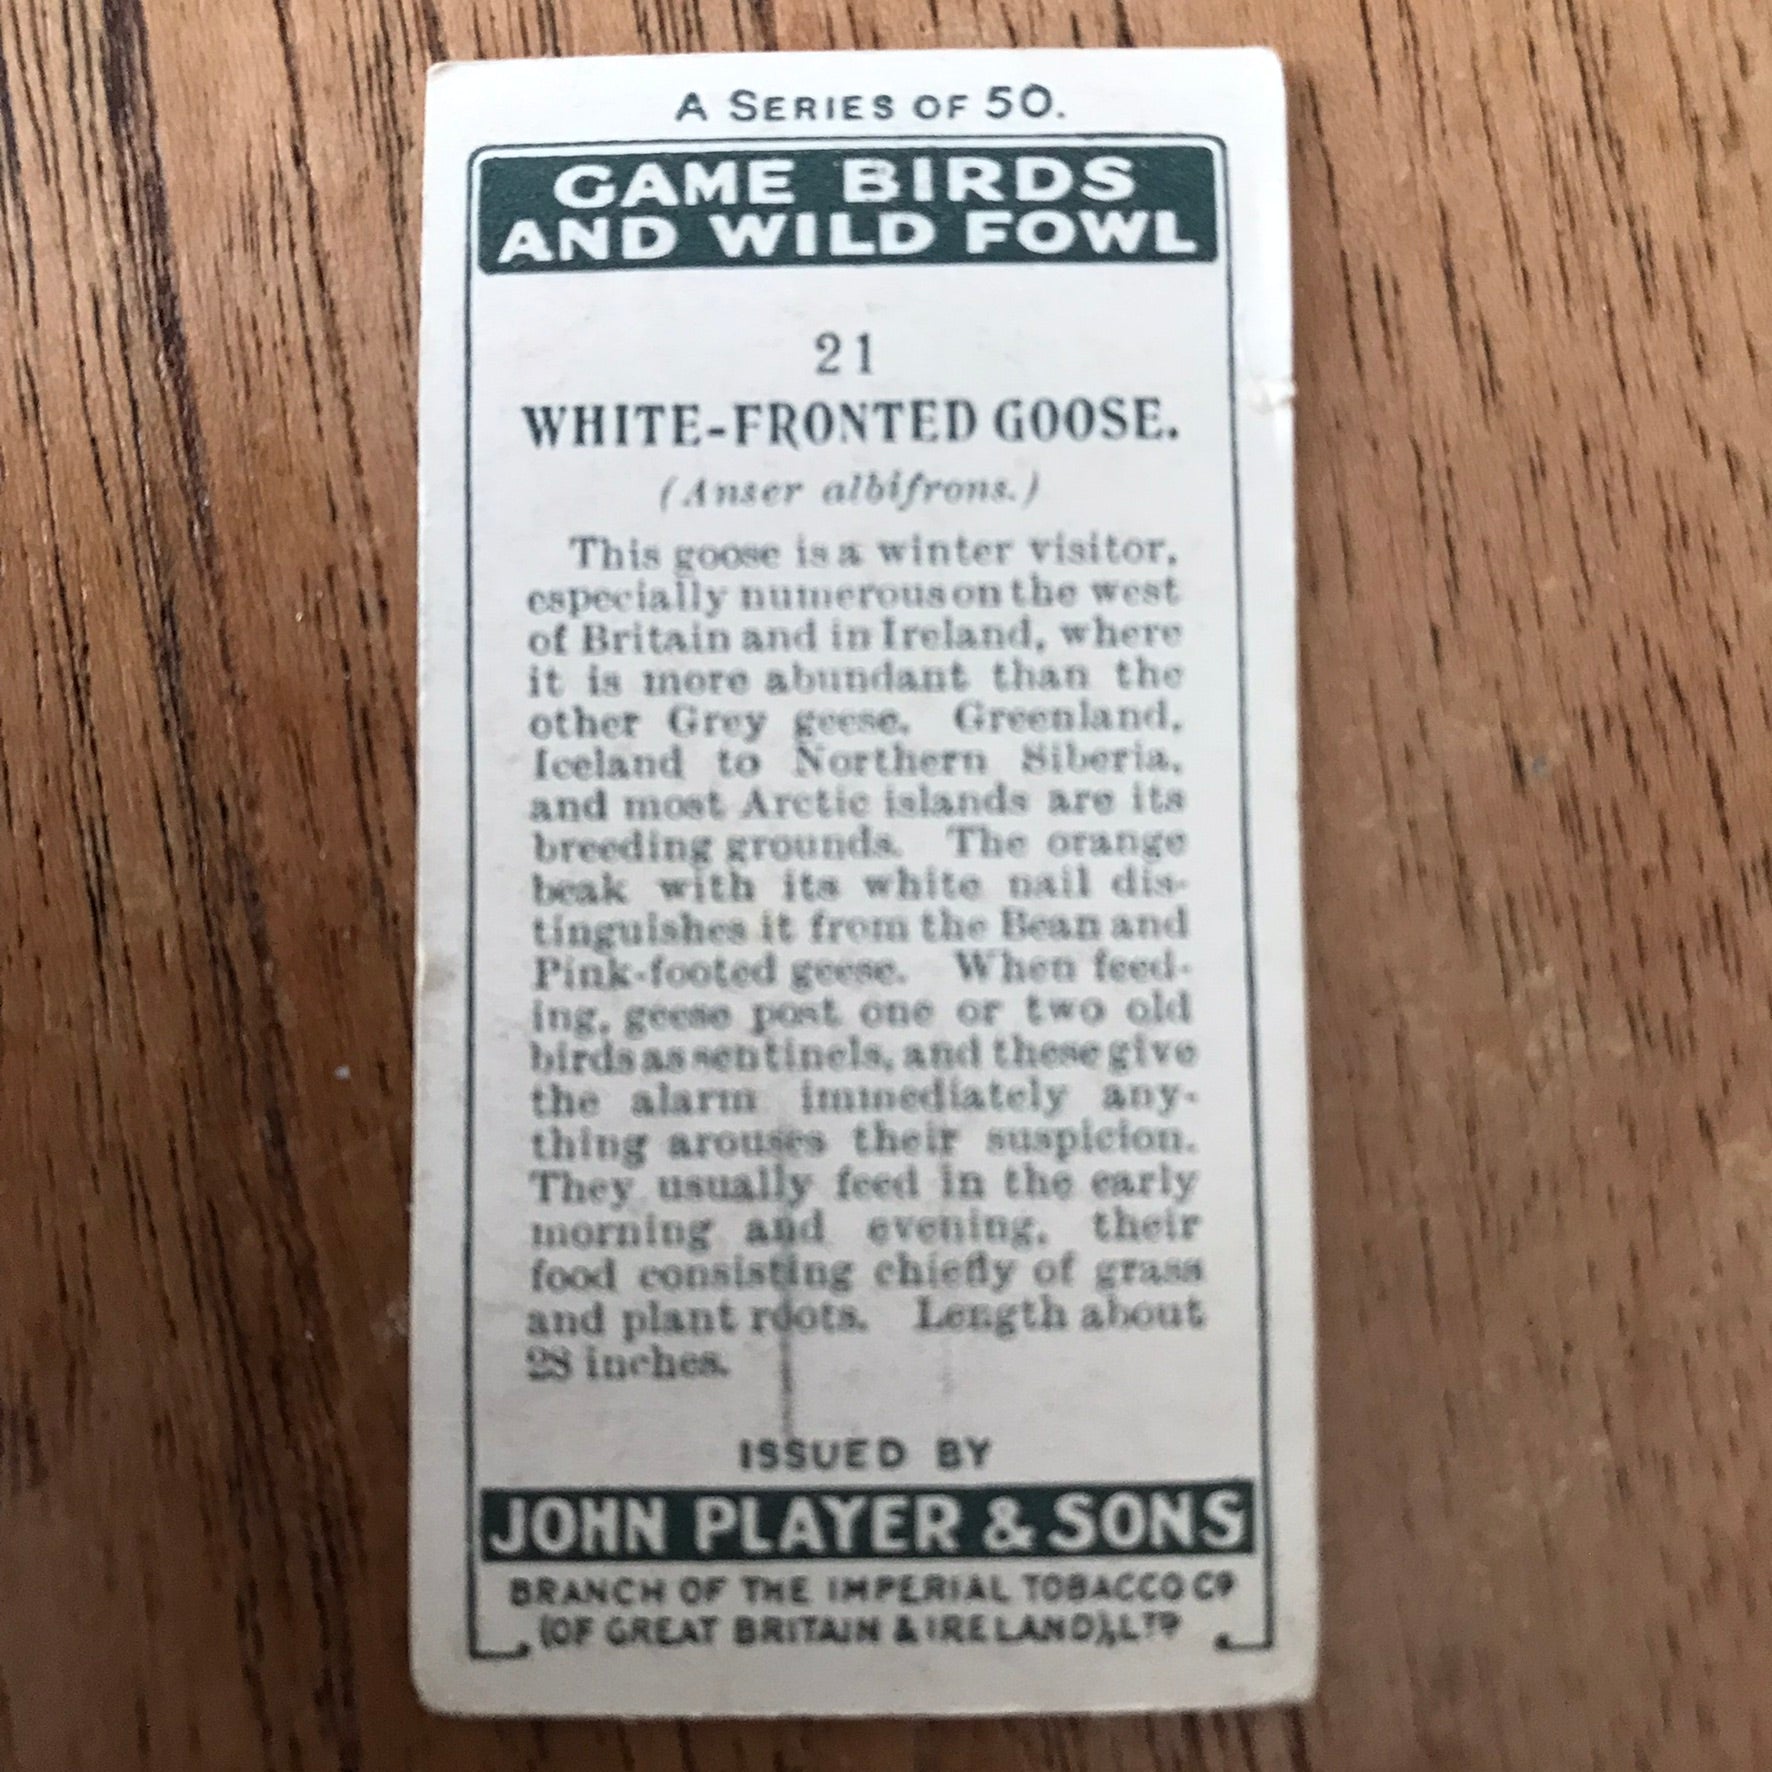 A SERIES OF 50.
GAME BIRDS
AND WILD FOWL
21
WHITE-FRONTED GOOSE.
(Anser albifrons.)
This goose is a winter visitor,
especially numerous on the west
of Britain and in Ireland, where
it is more abundant than the
other Grey geese. Greenland,
Iceland to Northern Siberia,
and most Arctic islands are its
breeding grounds. The orange
beak with its white nail dis-
tinguishes it from the Bean and
Pink-footed geese. When feed-
ing, geese post one or two old
birds as sentinels, and these give
the alarm immediately any-
thing arouses their suspicion.
They usually feed in the early
morning and evening, their
food consisting chiefly of grass
and plant roots. Length about
28 inches.
ISSUED BY
JOHN PLAYER & SONS
BRANCH OF THE IMPERIAL TOBACCO CO.
(OF GREAT BRITAIN & IRELAND), LTD.